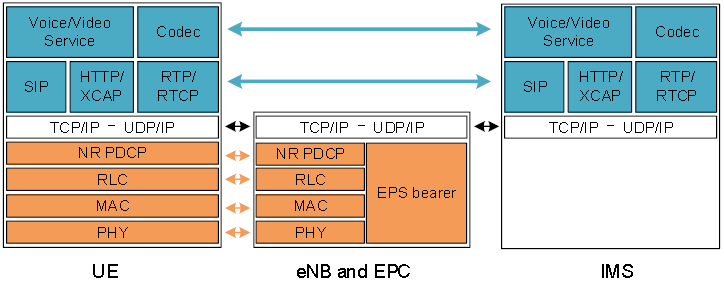 Voice/Video
Service
Codec
SIP
HTTP/
XCAP
RTP/
RTCP
TCP/IP - UDP/IP
NR PDCP
RLC
MAC
PHY
UE
TCP/IP - UDP/IP
NR PDCP
RLC
MAC
PHY
EPS bearer
eNB and EPC
Voice/Video
Service
Codec
SIP
HTTP/
XCAP
RTP/
RTCP
TCP/IP - UDP/IP
IMS